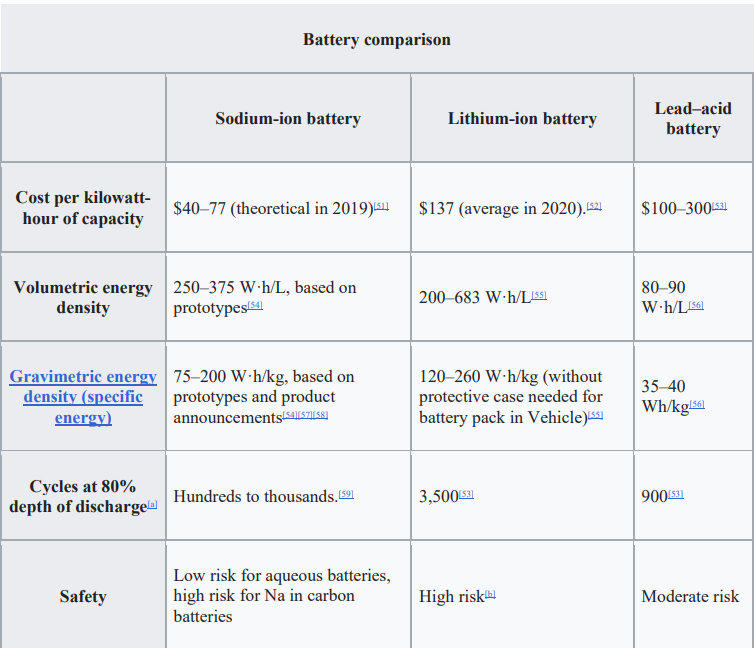 Battery comparison
Sodium-ion battery
Lithium-ion battery
Lead–acid
battery
Cost per kilowatt-
hour of capacity
$40–77 (theoretical in 2019)[51]
$137 (average in 2020).[52]
$100–300[53]
Volumetric energy
density
250–375 W·h/L, based on
prototypes[54]
200–683 W·h/L[55]
80–90
W·h/L[56]
Gravimetric energy
density (specific
energy)
75–200 W·h/kg, based on
prototypes and product
announcements[54][57][58]
120–260 W·h/kg (without
protective case needed for
battery pack in Vehicle)[55]
35–40
Wh/kg[56]
Cycles at 80%
depth of discharge[a]
Hundreds to thousands.[59]
3,500[53]
900[53]
Safety
Low risk for aqueous batteries,
high risk for Na in carbon
batteries
High risk[b]
Moderate risk